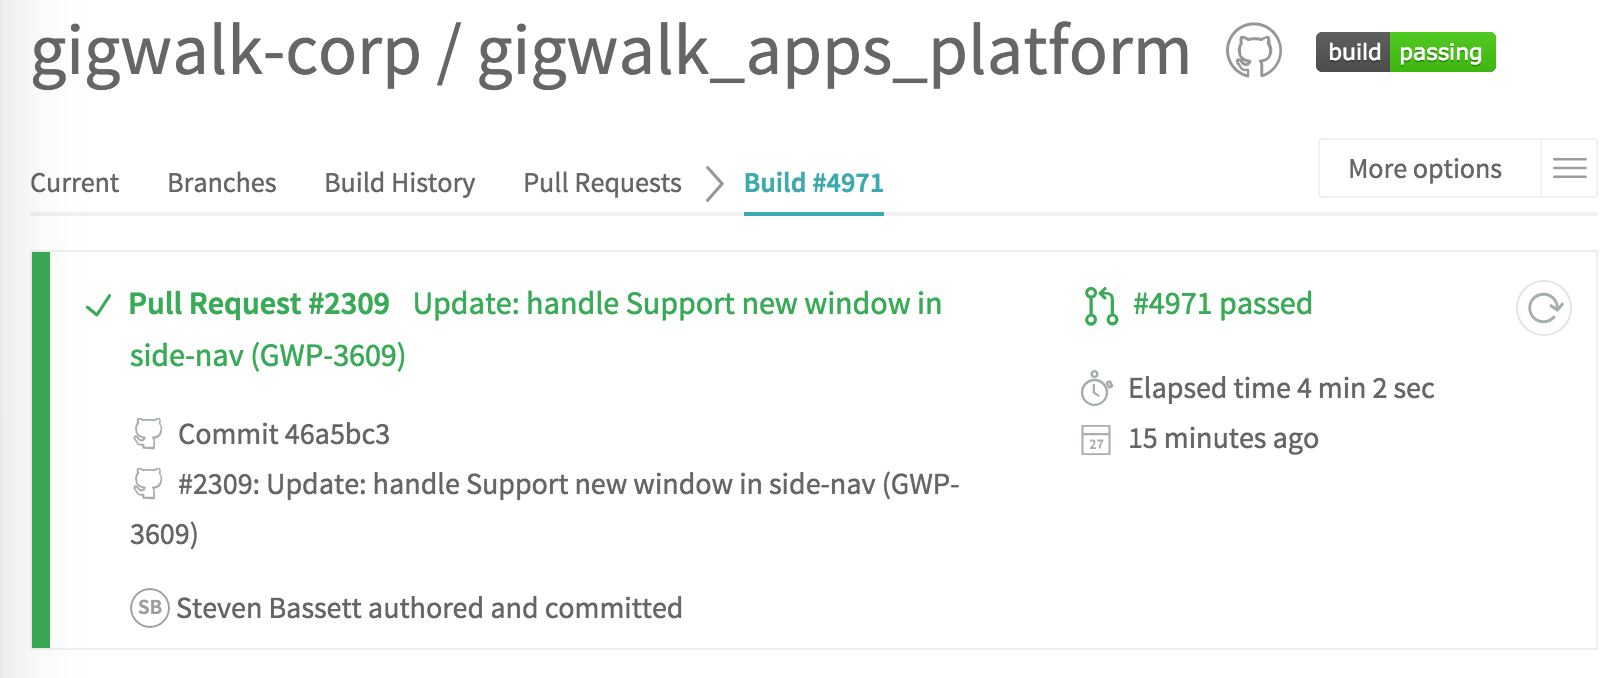 gigwalk-corp / gigwalk_apps_platform
build passing
Current Branches Build History Pull Requests Build #4971
More options
Pull Request #2309 Update: handle Support new window in
side-nav (GWP-3609)
Commit 46a5bc3
#2309: Update: handle Support new window in side-nav (GWP-
3609)
SB Steven Bassett authored and committed
#4971 passed
Elapsed time 4 min 2 sec
27 15 minutes ago